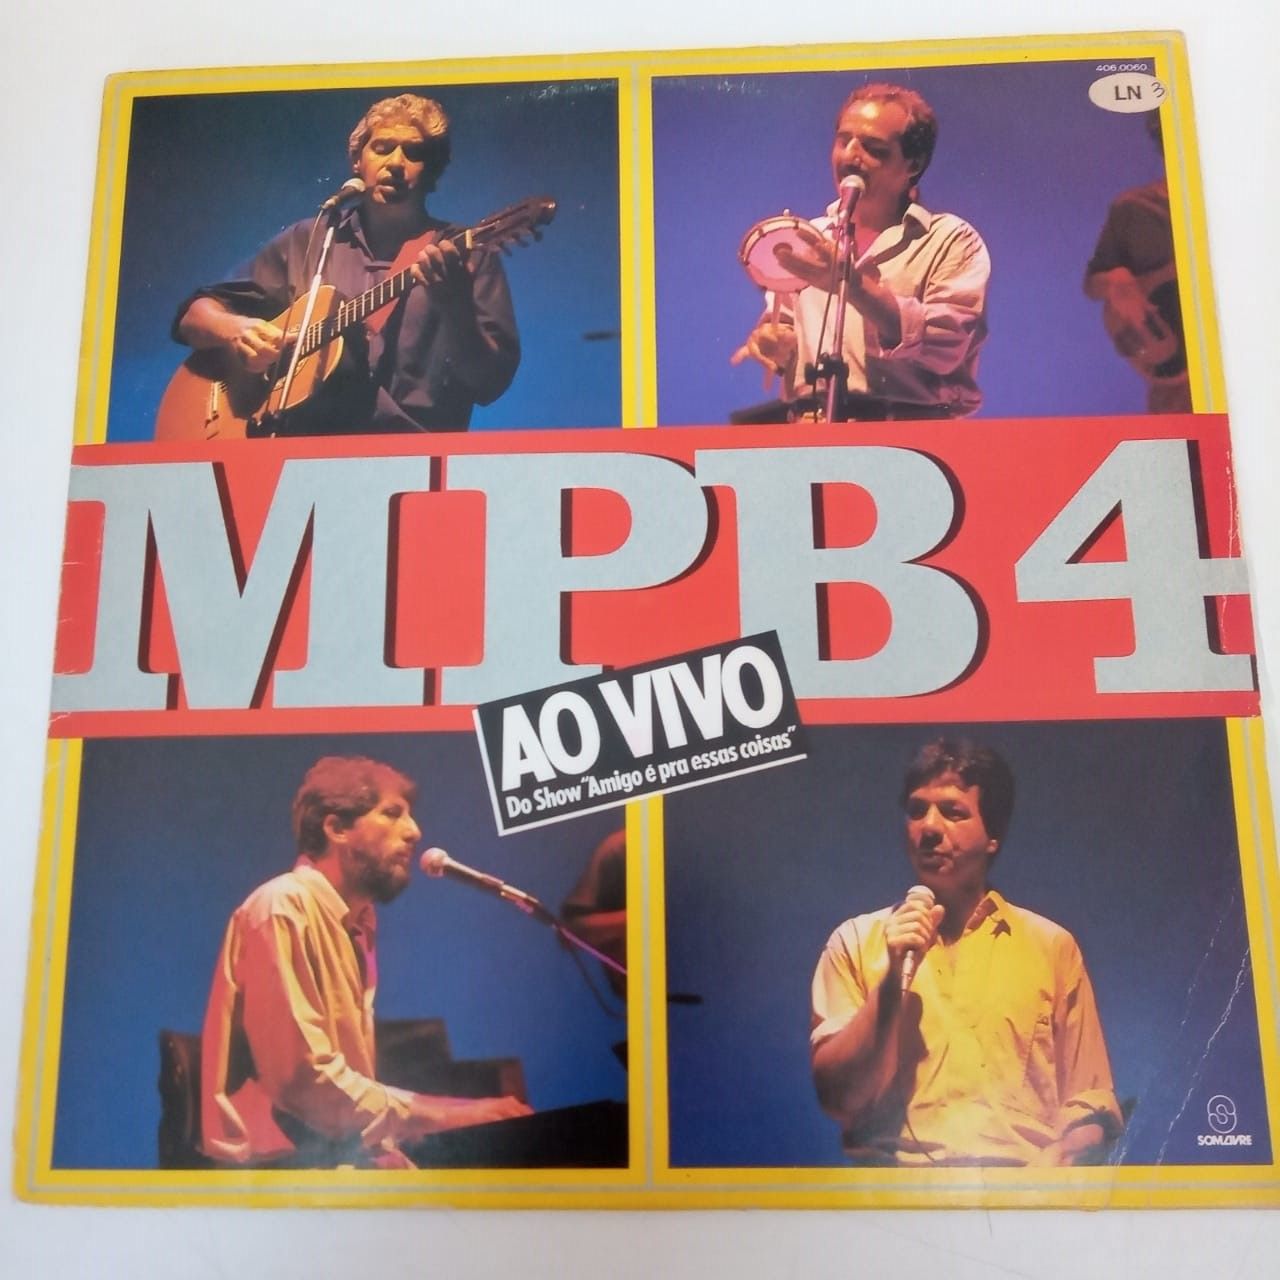 406.0060
LN 3
MPB4
AO VIVO
Do Show "Amigo é pra essas coisas"
SOM LIVRE